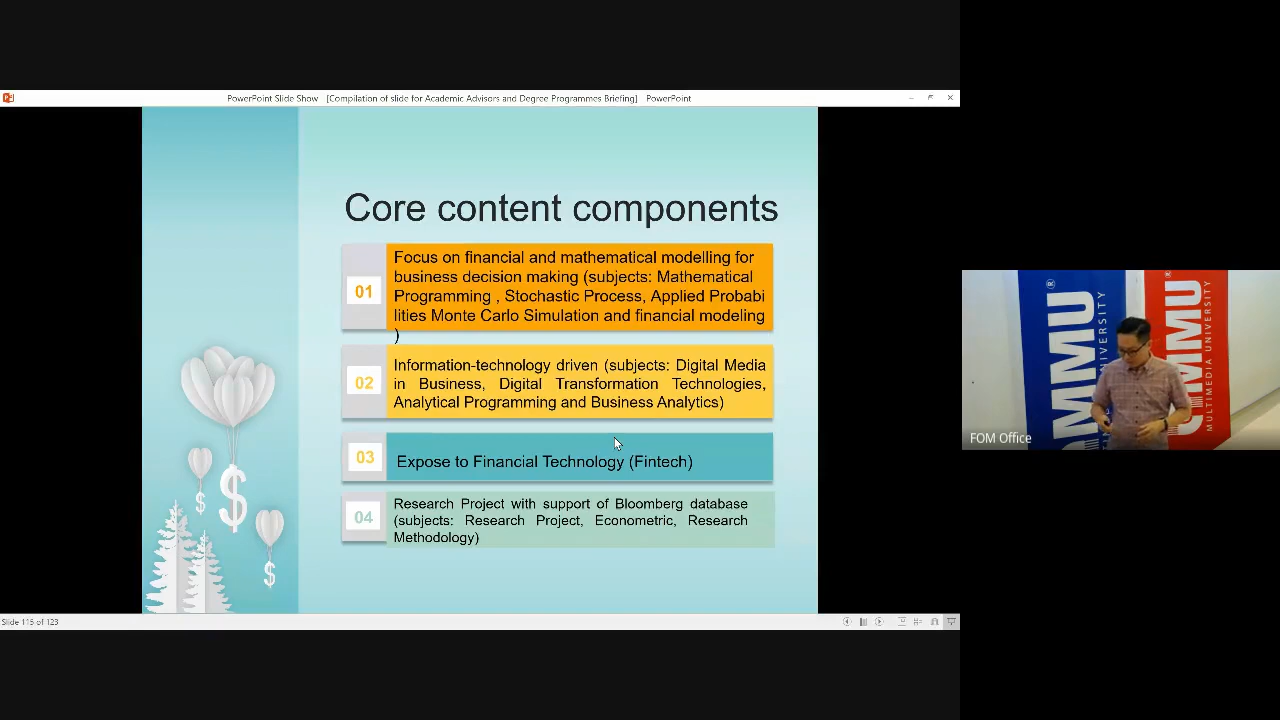 PowerPoint Slide Show - [Compilation of slide for Academic Advisors and Degree Programmes Briefing] - PowerPoint
Core content components
01
Focus on financial and mathematical modelling for
business decision making (subjects: Mathematical
Programming , Stochastic Process, Applied Probabi
lities Monte Carlo Simulation and financial modeling
)
02
Information-technology driven (subjects: Digital Media
in Business, Digital Transformation Technologies,
Analytical Programming and Business Analytics)
03
Expose to Financial Technology (Fintech)
04
Research Project with support of Bloomberg database
(subjects: Research Project, Econometric, Research
Methodology)
$
$
$
Slide 115 of 123
MMU
MMU
MULTIMEDIA UNIVERSITY
FOM Office